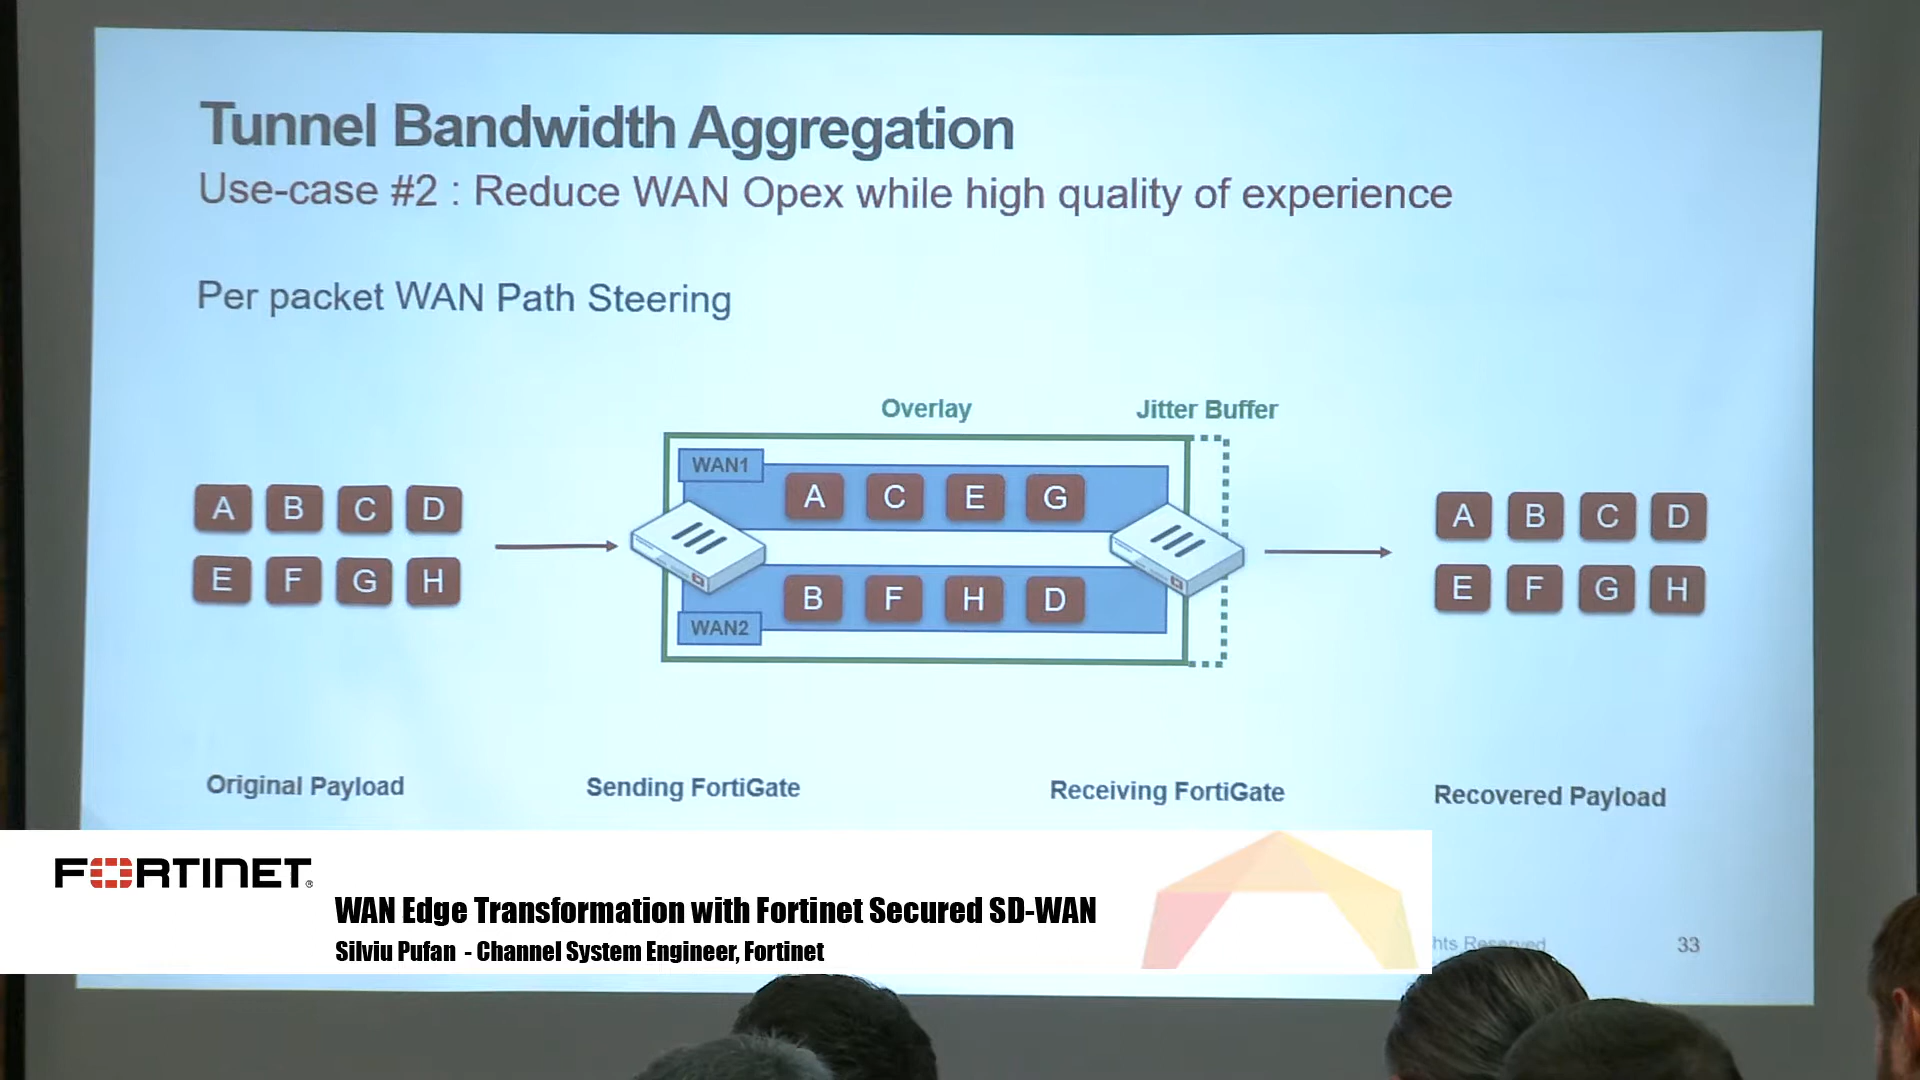 Tunnel Bandwidth Aggregation
Use-case #2 : Reduce WAN Opex while high quality of experience
Per packet WAN Path Steering
Overlay
Jitter Buffer
WAN1
A C E G
A B C D
E F G H
B F H D
WAN2
A B C D
E F G H
Original Payload
Sending FortiGate
Receiving FortiGate
Recovered Payload
FORTINET®
WAN Edge Transformation with Fortinet Secured SD-WAN
Silviu Pufan - Channel System Engineer, Fortinet
Reserved
33